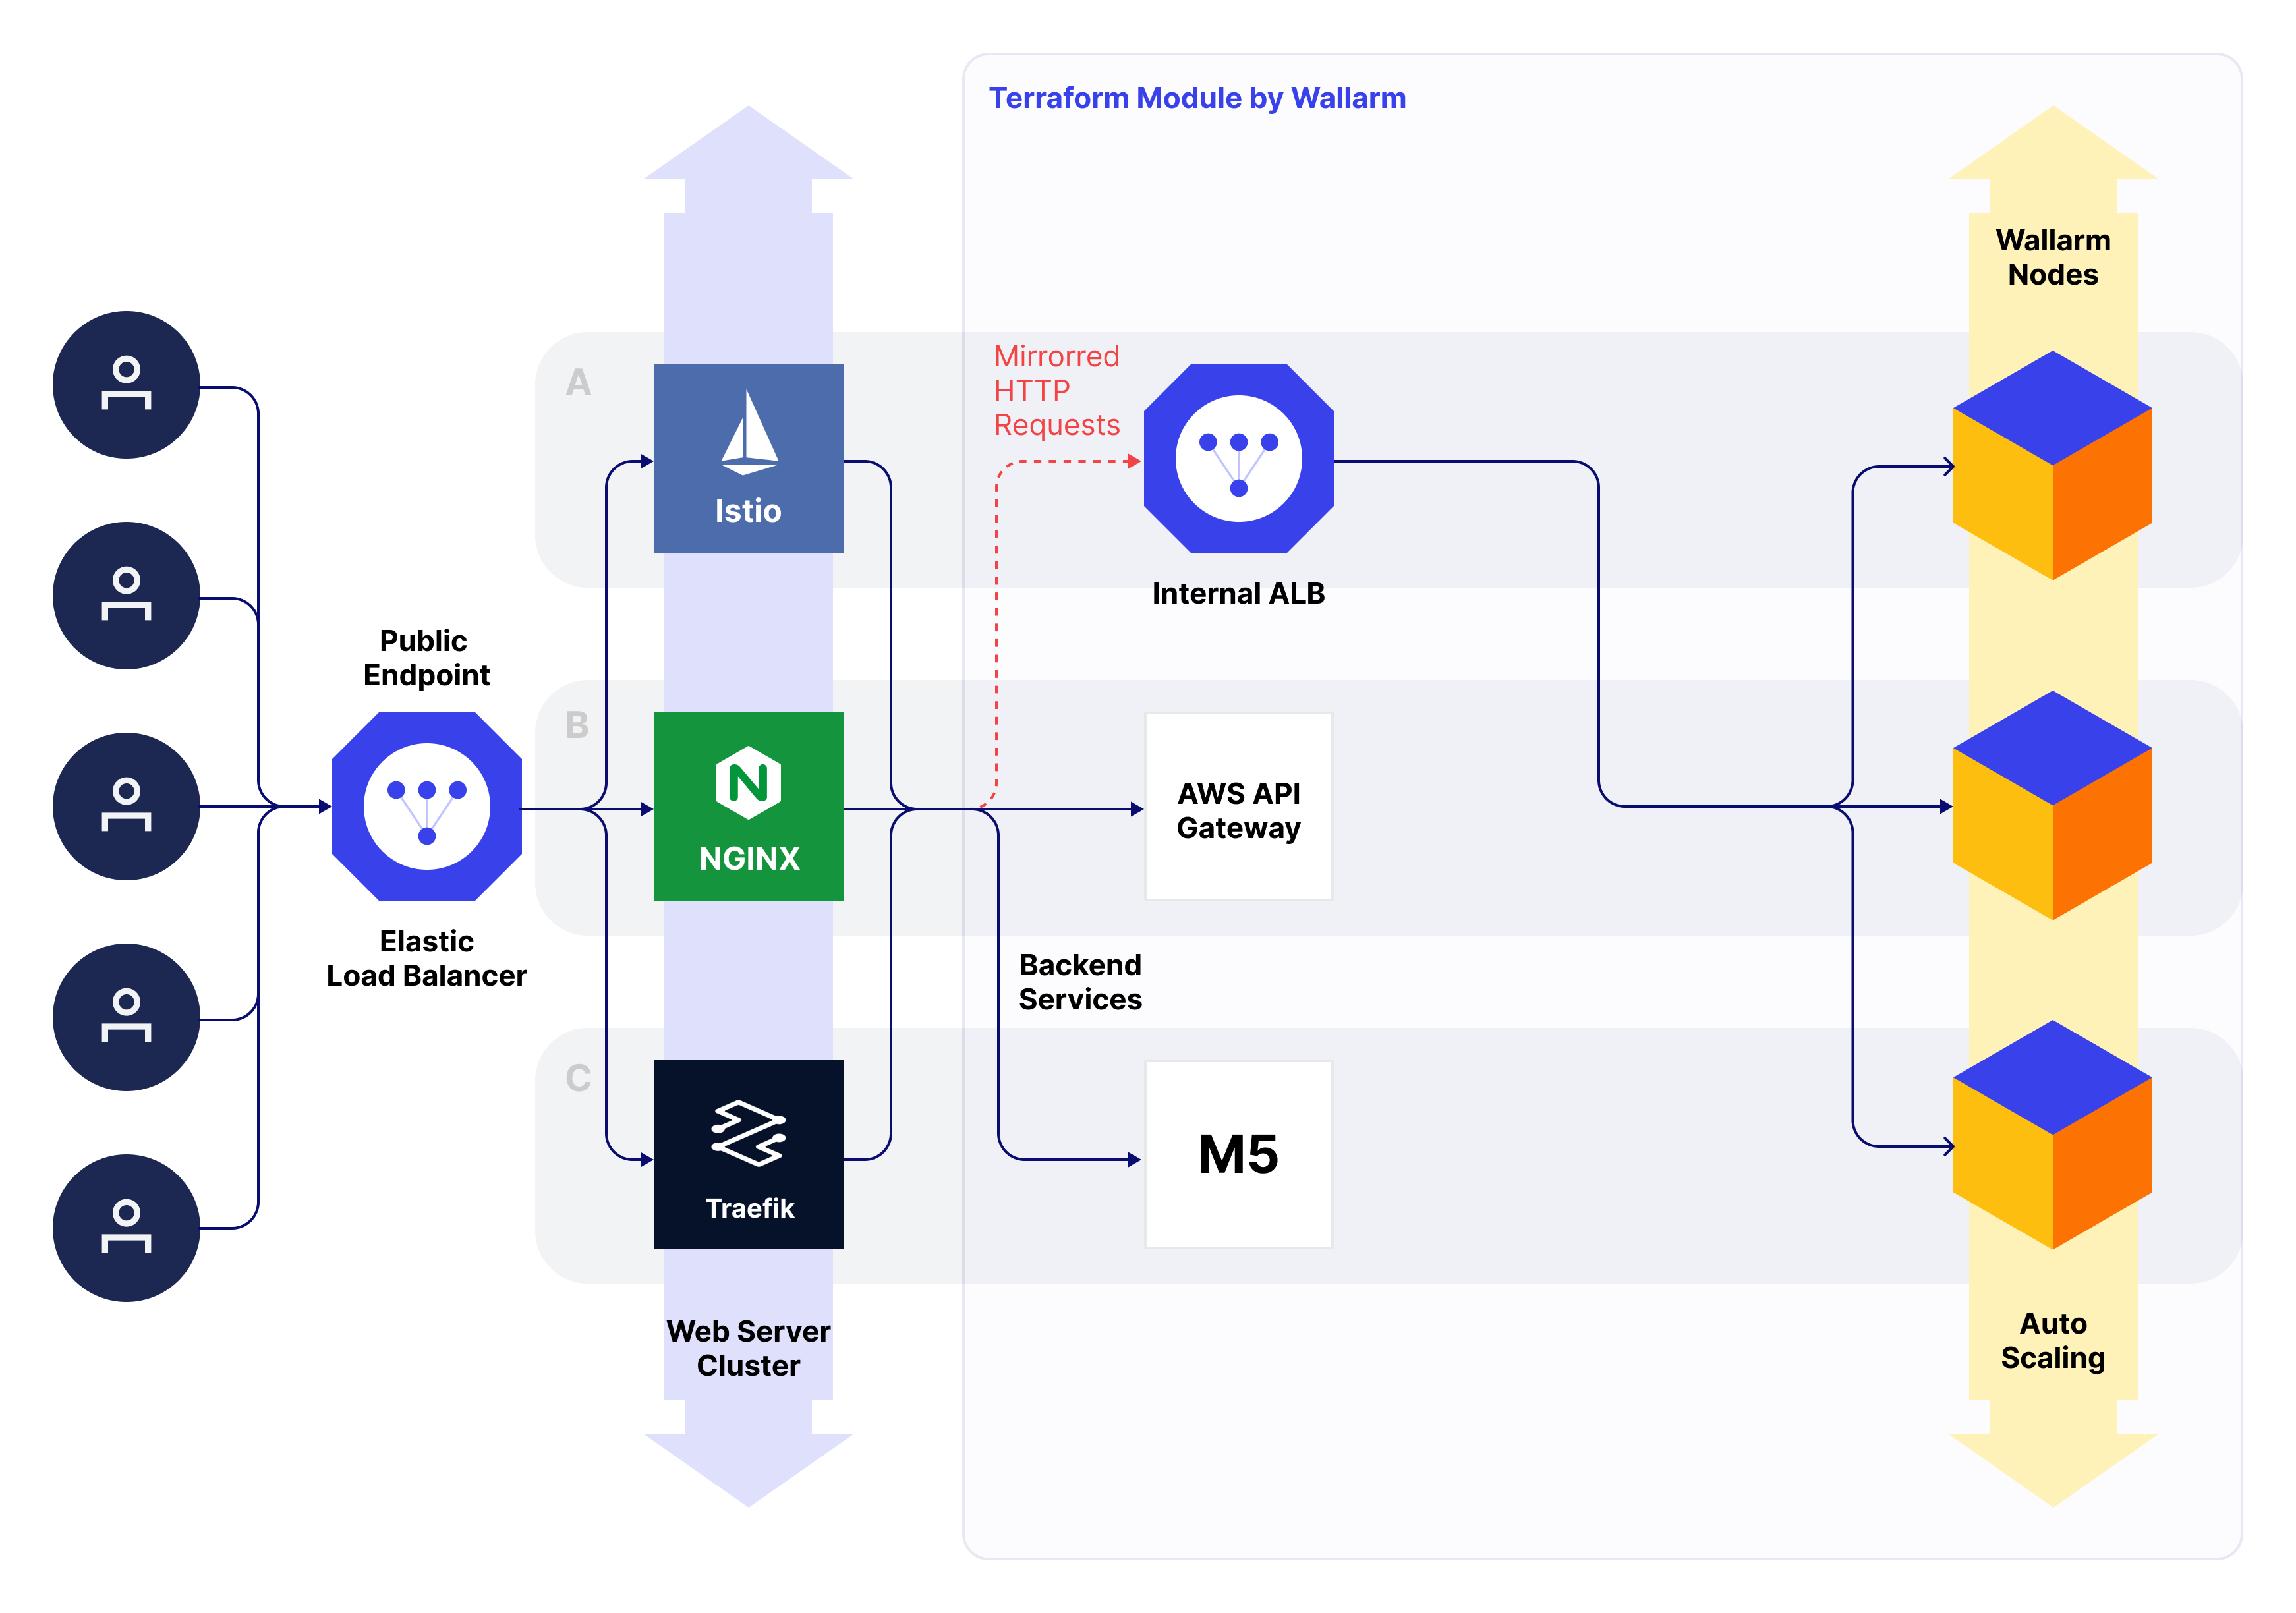 Terraform Module by Wallarm
Wallarm
Nodes
Mirrorred
HTTP
Requests
A
Istio
Internal ALB
Public
Endpoint
B
NGINX
AWS API
Gateway
Elastic
Load Balancer
Backend
Services
C
Traefik
M5
Web Server
Cluster
Auto
Scaling